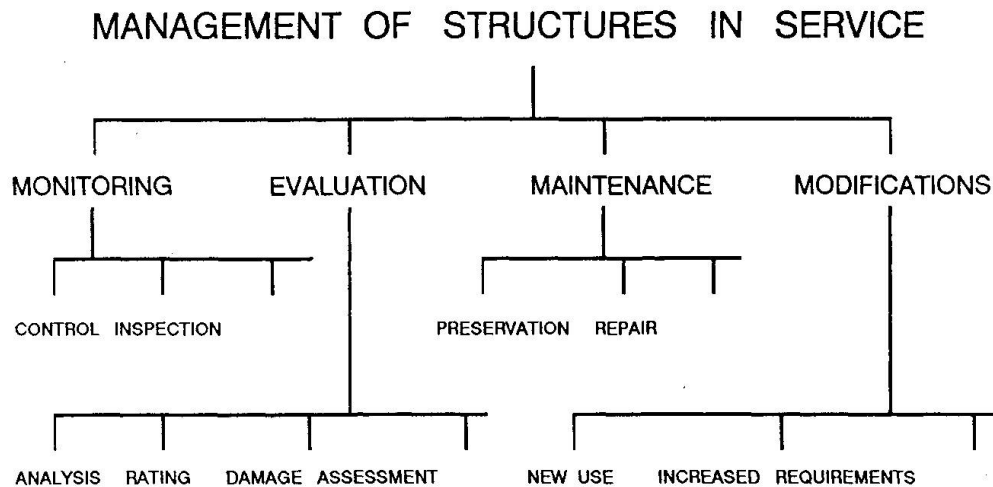 MANAGEMENT OF STRUCTURES IN SERVICE
MONITORING EVALUATION MAINTENANCE MODIFICATIONS
CONTROL INSPECTION PRESERVATION REPAIR
ANALYSIS RATING DAMAGE ASSESSMENT NEW USE INCREASED REQUIREMENTS